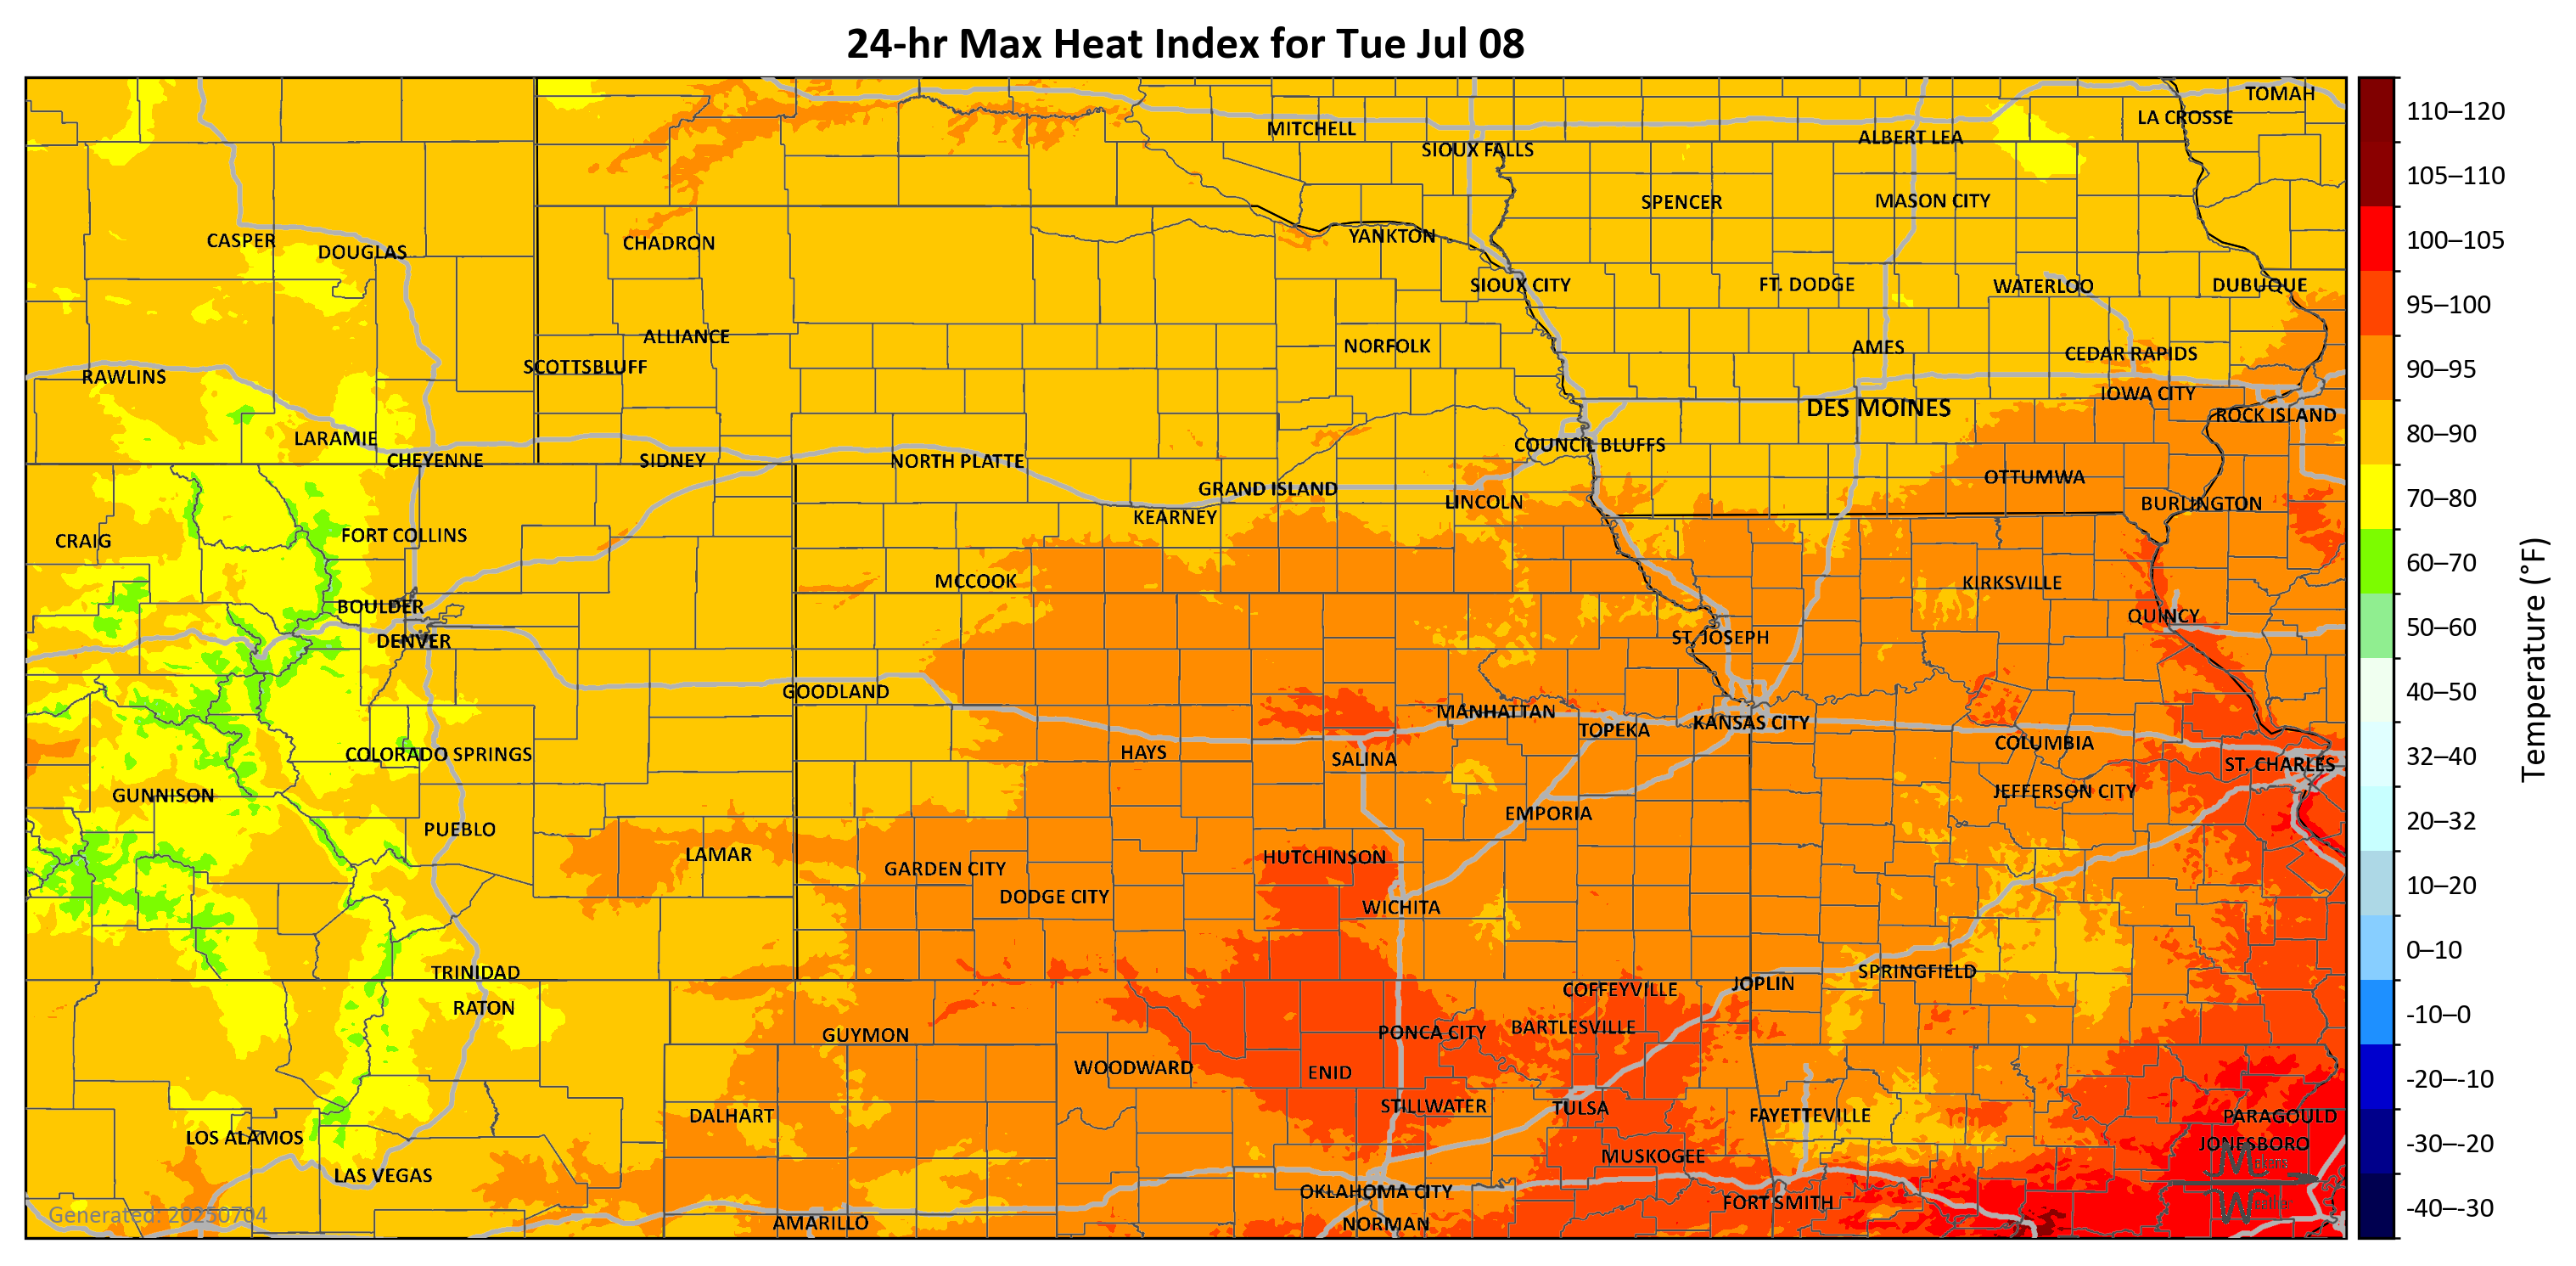 24-hr Max Heat Index for Tue Jul 08
TOMAH
LA CROSSE
MITCHELL
ALBERT LEA
SIOUX FALLS
SPENCER
MASON CITY
CASPER
DOUGLAS
CHADRON
YANKTON
SIOUX CITY
FT. DODGE
WATERLOO
DUBUQUE
ALLIANCE
NORFOLK
AMES
CEDAR RAPIDS
SCOTTSBLUFF
RAWLINS
IOWA CITY
DES MOINES
ROCK ISLAND
LARAMIE
COUNCIL BLUFFS
CHEYENNE
SIDNEY
NORTH PLATTE
OTTUMWA
GRAND ISLAND
LINCOLN
BURLINGTON
KEARNEY
FORT COLLINS
CRAIG
MCCOOK
KIRKSVILLE
BOULDER
QUINCY
DENVER
ST. JOSEPH
GOODLAND
MANHATTAN
KANSAS CITY
TOPEKA
COLUMBIA
HAYS
COLORADO SPRINGS
SALINA
ST. CHARLES
GUNNISON
JEFFERSON CITY
EMPORIA
PUEBLO
LAMAR
HUTCHINSON
GARDEN CITY
DODGE CITY
WICHITA
TRINIDAD
SPRINGFIELD
JOPLIN
COFFEYVILLE
RATON
BARTLESVILLE
PONCA CITY
GUYMON
WOODWARD
ENID
STILLWATER
TULSA
DALHART
FAYETTEVILLE
PARAGOULD
LOS ALAMOS
JONESBORO
MUSKOGEE
LAS VEGAS
OKLAHOMA CITY
FORT SMITH
Generated: 20250704
AMARILLO
NORMAN
110–120
105–110
100–105
95–100
90–95
80–90
70–80
60–70
50–60
40–50
32–40
20–32
10–20
0–10
-10–0
-20–-10
-30–-20
-40–-30
Temperature (°F)